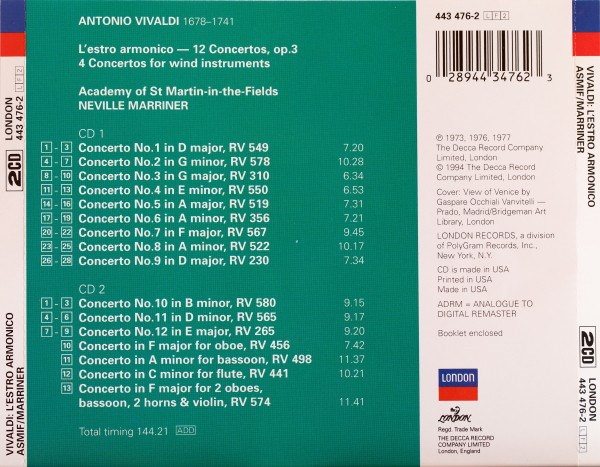 ANTONIO VIVALDI 1678–1741
L'estro armonico — 12 Concertos, op.3
4 Concertos for wind instruments
Academy of St Martin-in-the-Fields
NEVILLE MARRINER
CD 1
1 - 3 Concerto No.1 in D major, RV 549 7.20
4 - 7 Concerto No.2 in G minor, RV 578 10.28
8 - 10 Concerto No.3 in G major, RV 310 6.34
11 - 13 Concerto No.4 in E minor, RV 550 6.53
14 - 16 Concerto No.5 in A major, RV 519 7.31
17 - 19 Concerto No.6 in A minor, RV 356 7.21
20 - 22 Concerto No.7 in F major, RV 567 9.45
23 - 25 Concerto No.8 in A minor, RV 522 10.17
26 - 28 Concerto No.9 in D major, RV 230 7.34
CD 2
1 - 3 Concerto No.10 in B minor, RV 580 9.15
4 - 6 Concerto No.11 in D minor, RV 565 9.17
7 - 9 Concerto No.12 in E major, RV 265 9.20
10 Concerto in F major for oboe, RV 456 7.42
11 Concerto in A minor for bassoon, RV 498 11.37
12 Concerto in C minor for flute, RV 441 10.21
13 Concerto in F major for 2 oboes,
bassoon, 2 horns & violin, RV 574 11.41
Total timing 144.21 ADD
443 476-2 LF2
0 28944 34762 3
℗ 1973, 1976, 1977
The Decca Record Company
Limited, London
© 1994 The Decca Record
Company Limited, London
Cover: View of Venice by
Gaspare Occhiali Vanvitelli —
Prado, Madrid/Bridgeman Art
Library, London
LONDON RECORDS, a division
of PolyGram Records, Inc.,
New York, N.Y.
CD is made in USA
Printed in USA
Made in USA
ADRM = ANALOGUE TO
DIGITAL REMASTER
Booklet enclosed
LONDON
LONDON
Regd. Trade Mark
THE DECCA RECORD
COMPANY LIMITED
London, England
VIVALDI: L'ESTRO ARMONICO
ASMIF/MARRINER
2CD
LONDON
443 476-2 LF2
VIVALDI: L'ESTRO ARMONICO
ASMIF/MARRINER
2CD
LONDON
443 476-2 LF2